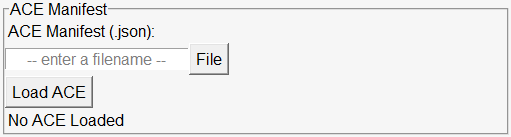 ACE Manifest
ACE Manifest (.json):
-- enter a filename -- File
Load ACE
No ACE Loaded